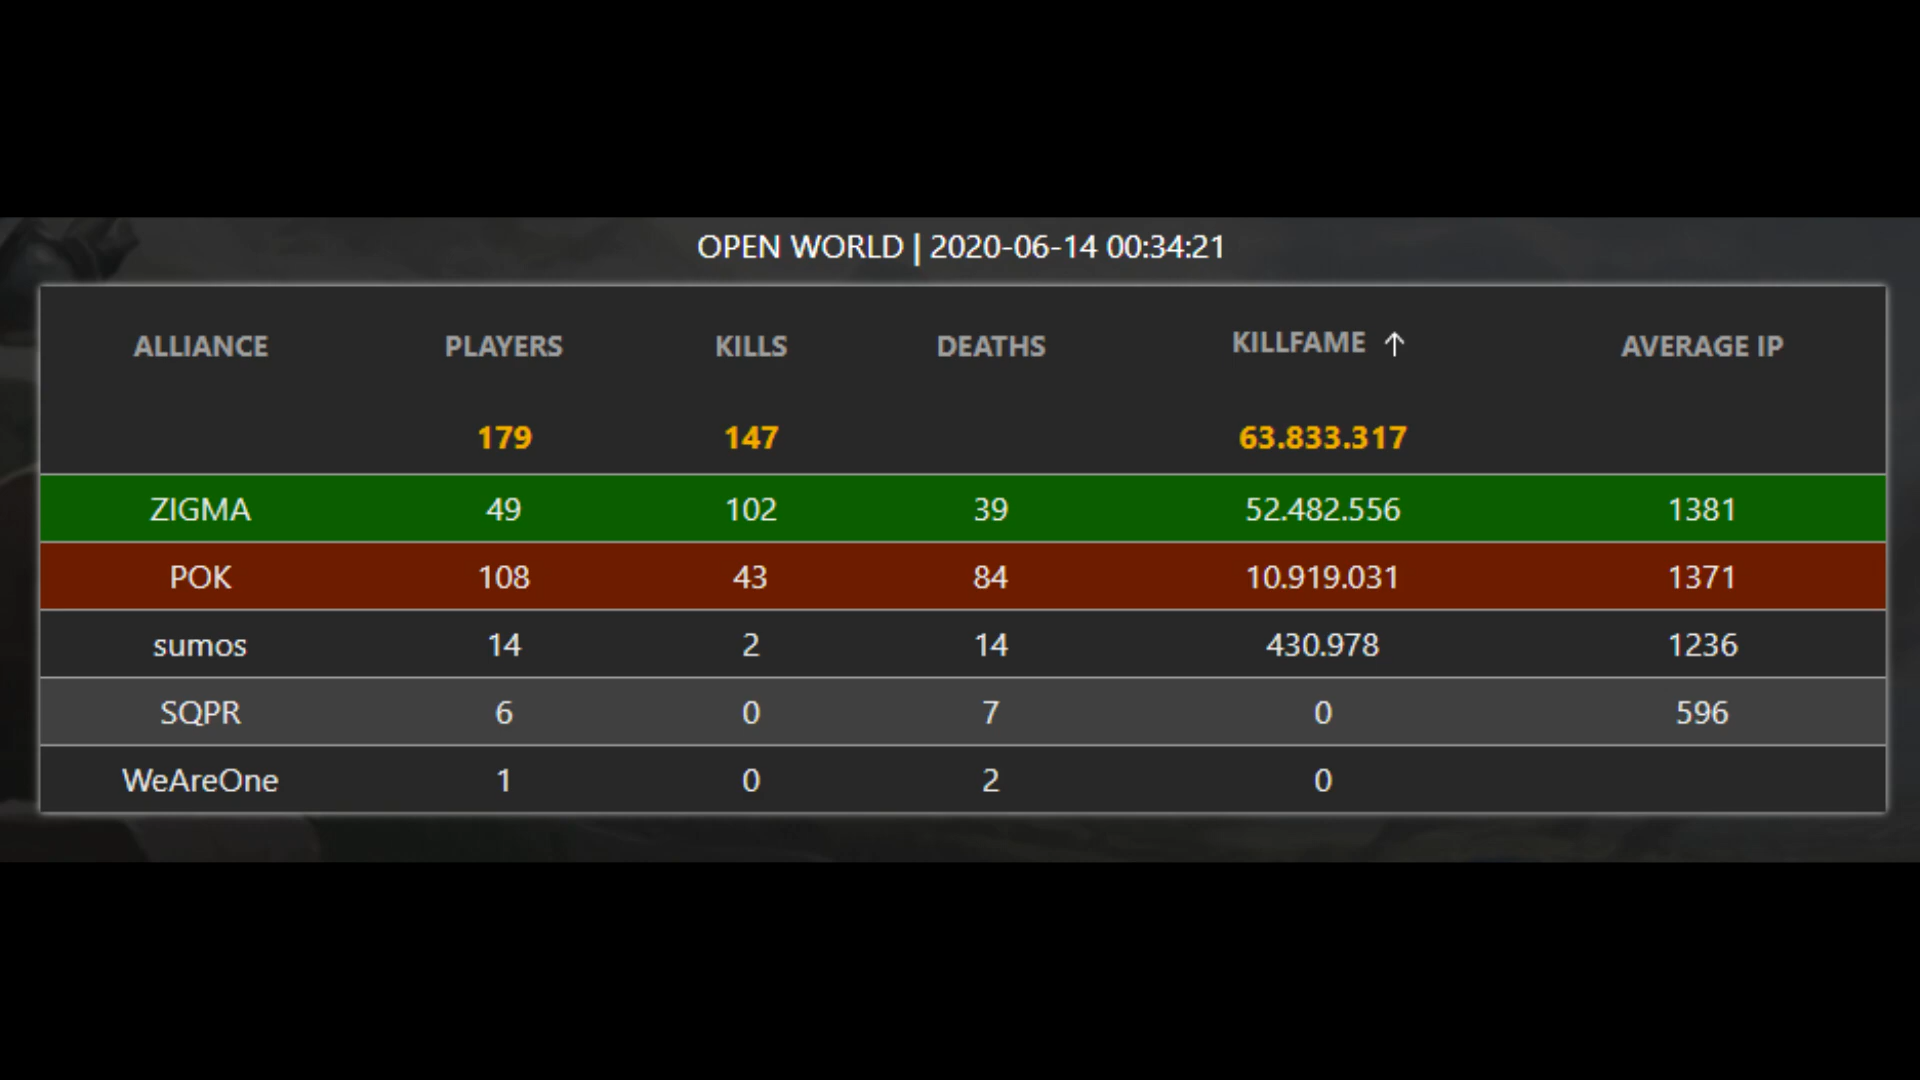 OPEN WORLD | 2020-06-14 00:34:21
ALLIANCE PLAYERS KILLS DEATHS KILLFAME ↑ AVERAGE IP
179 147 63.833.317
ZIGMA 49 102 39 52.482.556 1381
POK 108 43 84 10.919.031 1371
sumos 14 2 14 430.978 1236
SQPR 6 0 7 0 596
WeAreOne 1 0 2 0